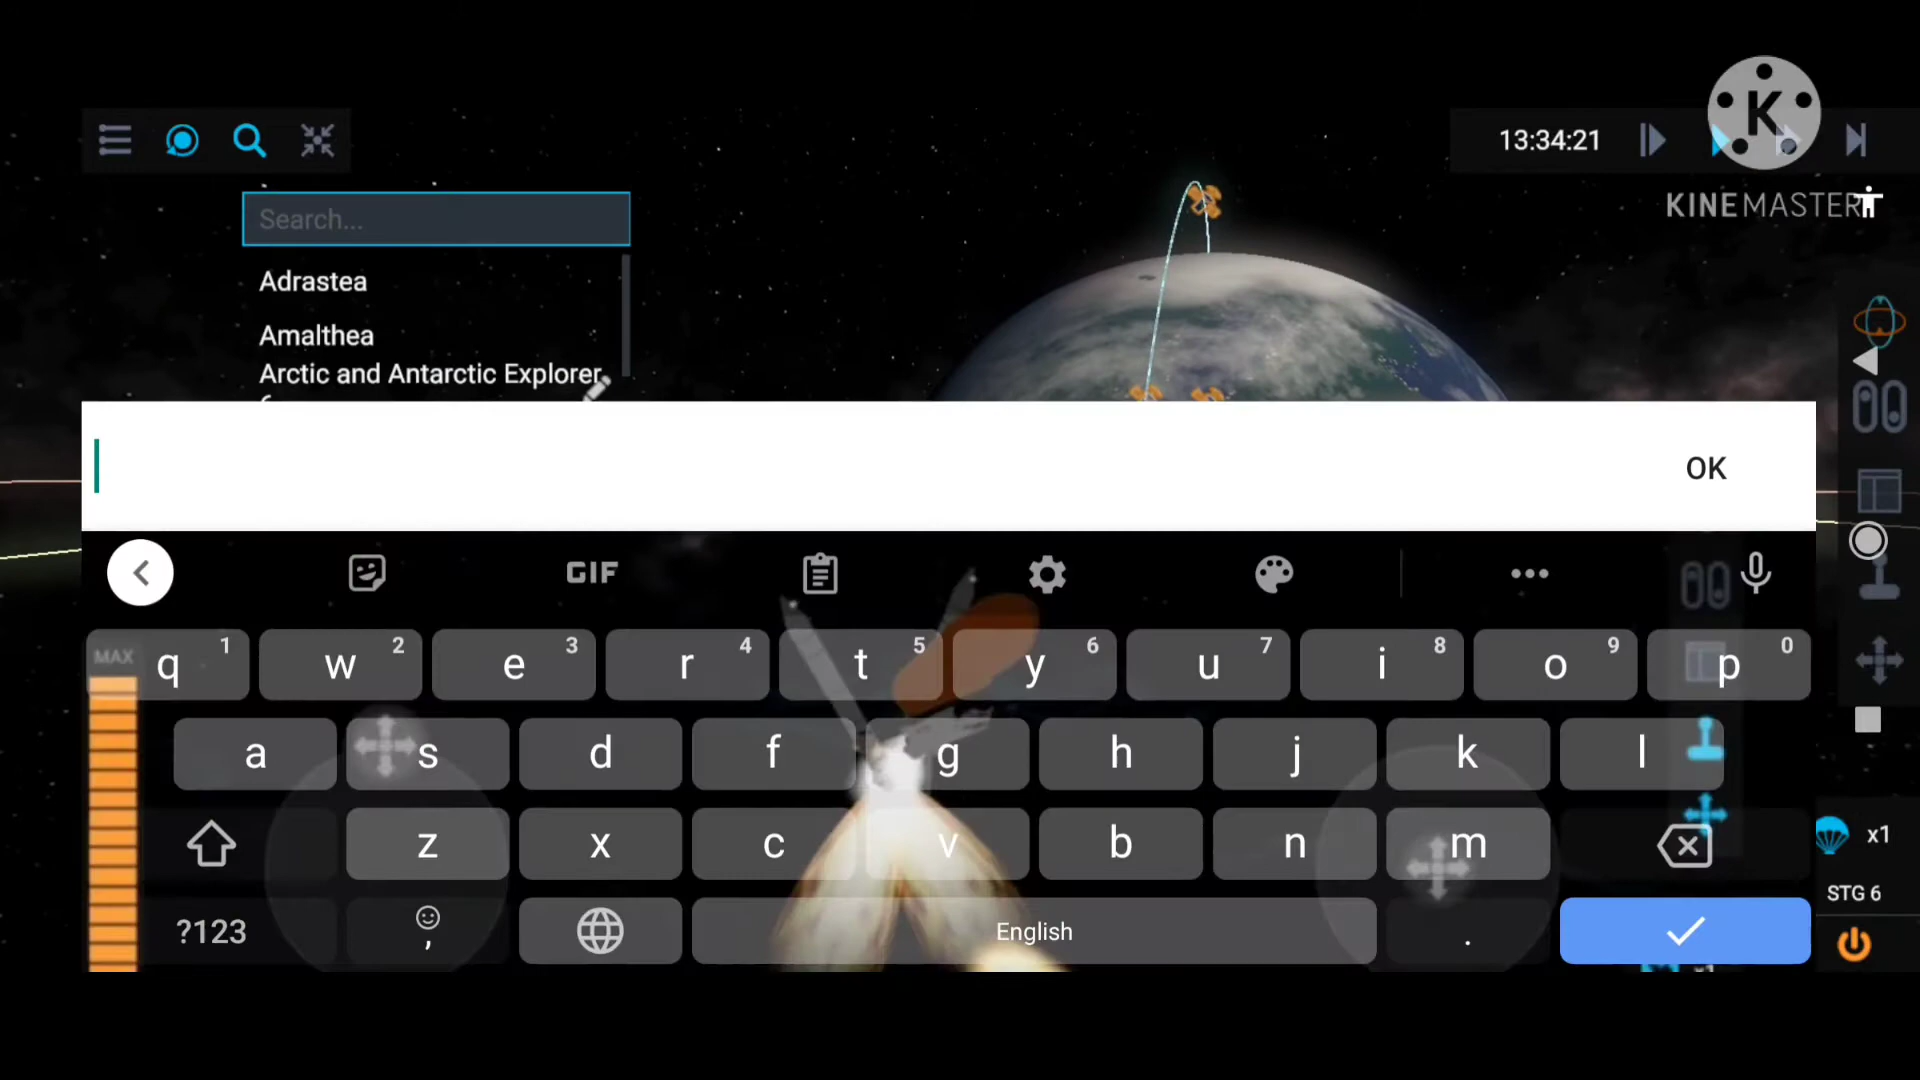 13:34:21
K
KINEMASTER
Search...
Adrastea
Amalthea
Arctic and Antarctic Explorer
OK
GIF
MAX
q 1 w 2 e 3 r 4 t 5 y 6 u 7 i 8 o 9 p 0
a s d f g h j k l
z x c v b n m
x1
STG 6
?123 , English .